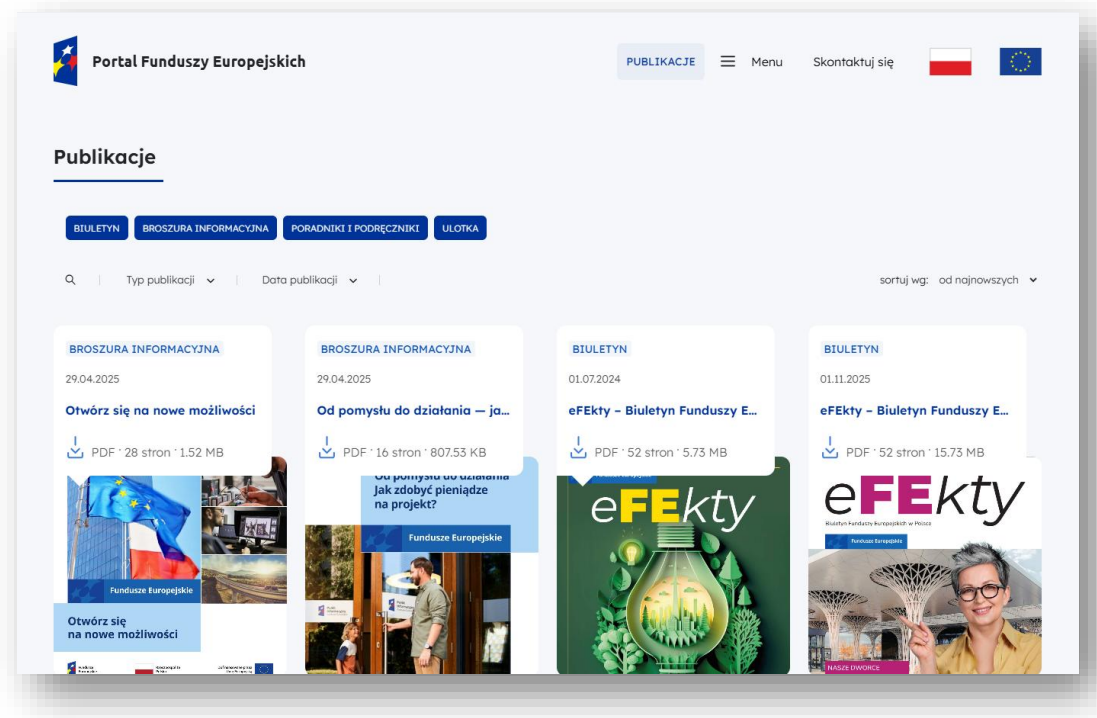 Portal Funduszy Europejskich
PUBLIKACJE
Menu
Skontaktuj się
Publikacje
BIULETYN
BROSZURA INFORMACYJNA
PORADNIKI I PODRĘCZNIKI
ULOTKA
Typ publikacji
Data publikacji
sortuj wg: od najnowszych
BROSZURA INFORMACYJNA
29.04.2025
Otwórz się na nowe możliwości
PDF · 28 stron · 1.52 MB
Fundusze Europejskie
Otwórz się
na nowe możliwości
BROSZURA INFORMACYJNA
29.04.2025
Od pomysłu do działania — ja...
PDF · 16 stron · 807.53 KB
Od pomysłu do działania
Jak zdobyć pieniądze
na projekt?
Fundusze Europejskie
BIULETYN
01.07.2024
eFEkty – Biuletyn Funduszy E...
PDF · 52 stron · 5.73 MB
eFEkty
BIULETYN
01.11.2025
eFEkty – Biuletyn Funduszy E...
PDF · 52 stron · 15.73 MB
eFEkty
Biuletyn Funduszy Europejskich w Polsce
Fundusze Europejskie
NASZE DWORCE